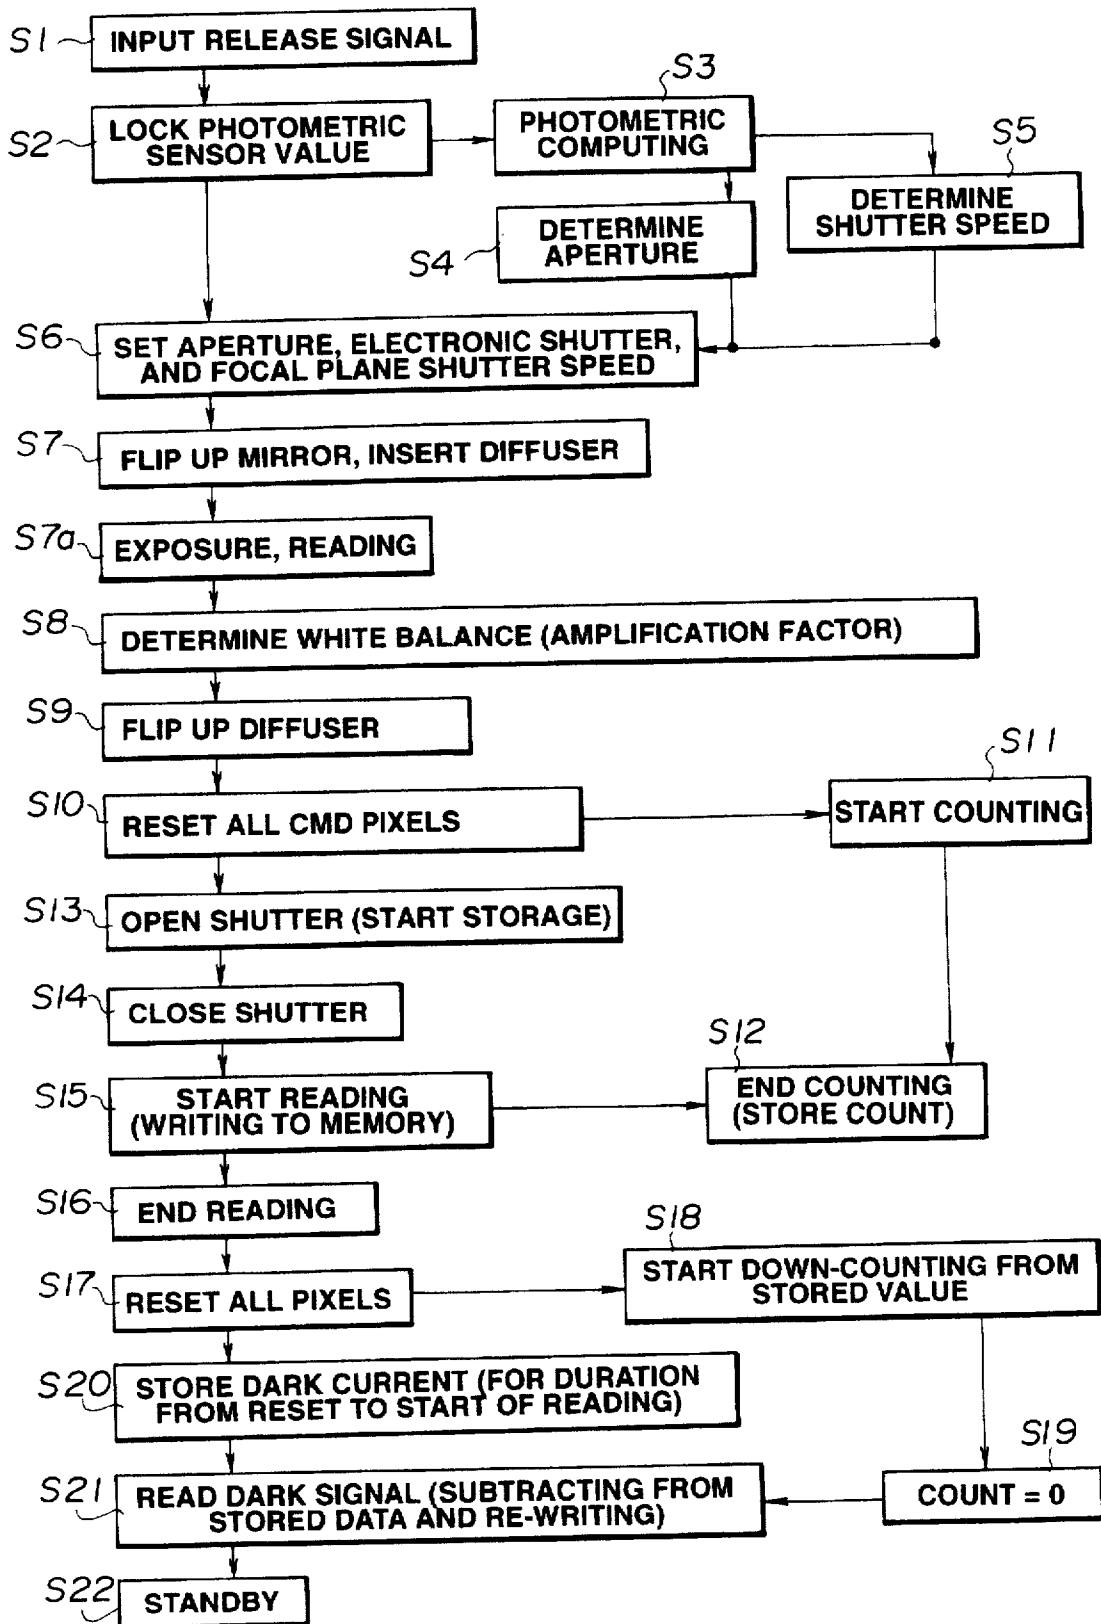 S1
INPUT RELEASE SIGNAL
S2
LOCK PHOTOMETRIC
SENSOR VALUE
S3
PHOTOMETRIC
COMPUTING
S4
DETERMINE
APERTURE
S5
DETERMINE
SHUTTER SPEED
S6
SET APERTURE, ELECTRONIC SHUTTER,
AND FOCAL PLANE SHUTTER SPEED
S7
FLIP UP MIRROR, INSERT DIFFUSER
S7a
EXPOSURE, READING
S8
DETERMINE WHITE BALANCE (AMPLIFICATION FACTOR)
S9
FLIP UP DIFFUSER
S10
RESET ALL CMD PIXELS
S11
START COUNTING
S13
OPEN SHUTTER (START STORAGE)
S14
CLOSE SHUTTER
S12
END COUNTING
(STORE COUNT)
S15
START READING
(WRITING TO MEMORY)
S16
END READING
S17
RESET ALL PIXELS
S18
START DOWN-COUNTING FROM
STORED VALUE
S20
STORE DARK CURRENT (FOR DURATION
FROM RESET TO START OF READING)
S19
COUNT = 0
S21
READ DARK SIGNAL (SUBTRACTING FROM
STORED DATA AND RE-WRITING)
S22
STANDBY